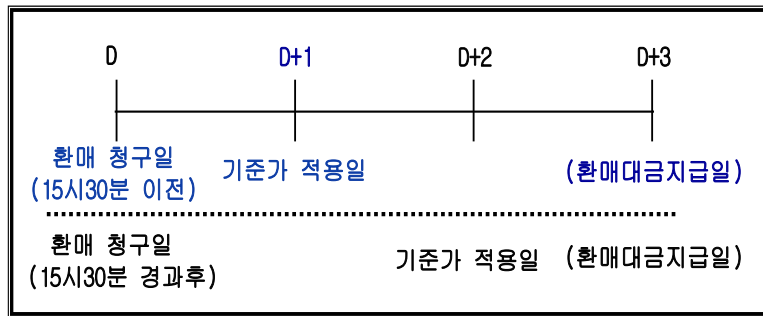 D D+1 D+2 D+3
환매 청구일 기준가 적용일 (환매대금지급일)
(15시30분 이전)
환매 청구일 기준가 적용일 (환매대금지급일)
(15시30분 경과후)